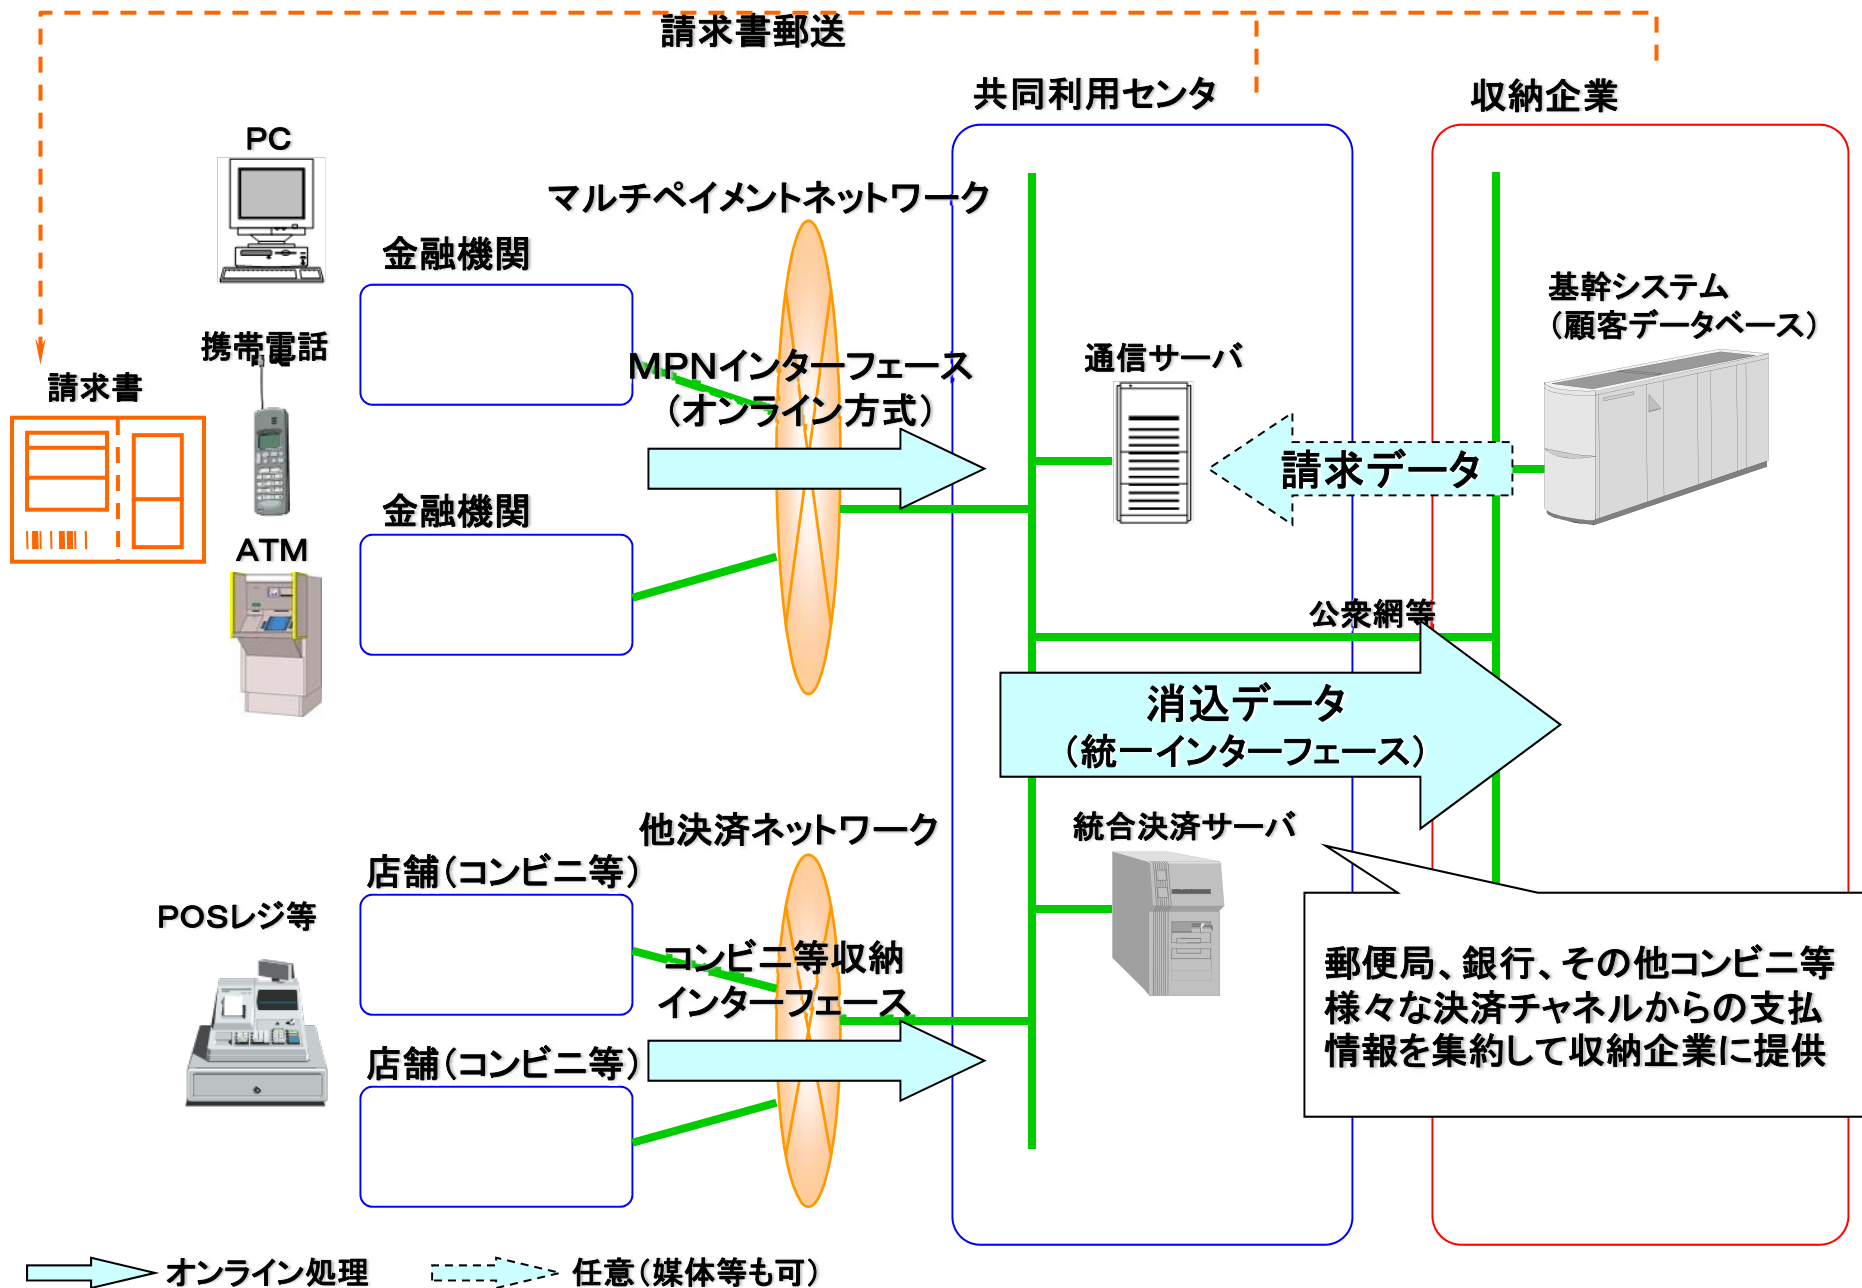 請求書郵送
共同利用センタ
収納企業
PC
マルチペイメントネットワーク
金融機関
基幹システム
（顧客データベース）
携帯電話
MPNインターフェース
（オンライン方式）
通信サーバ
請求書
請求データ
金融機関
ATM
公衆網等
消込データ
（統一インターフェース）
他決済ネットワーク
統合決済サーバ
店舗（コンビニ等）
POSレジ等
コンビニ等収納
インターフェース
郵便局、銀行、その他コンビニ等
様々な決済チャネルからの支払
情報を集約して収納企業に提供
店舗（コンビニ等）
オンライン処理
任意（媒体等も可）